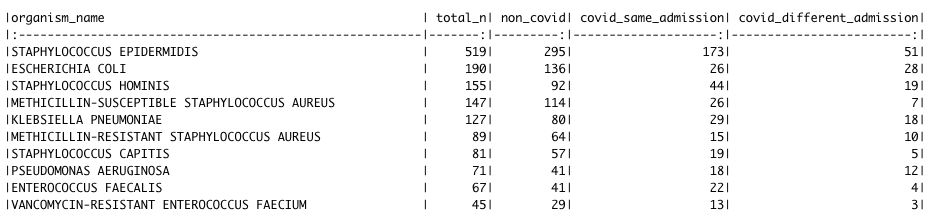 |organism_name | total_n| non_covid| covid_same_admission| covid_different_admission|
|:---------------------------------------------------------|-------:|---------:|--------------------:|-------------------------:|
|STAPHYLOCOCCUS EPIDERMIDIS | 519| 295| 173| 51|
|ESCHERICHIA COLI | 190| 136| 26| 28|
|STAPHYLOCOCCUS HOMINIS | 155| 92| 44| 19|
|METHICILLIN-SUSCEPTIBLE STAPHYLOCOCCUS AUREUS | 147| 114| 26| 7|
|KLEBSIELLA PNEUMONIAE | 127| 80| 29| 18|
|METHICILLIN-RESISTANT STAPHYLOCOCCUS AUREUS | 89| 64| 15| 10|
|STAPHYLOCOCCUS CAPITIS | 81| 57| 19| 5|
|PSEUDOMONAS AERUGINOSA | 71| 41| 18| 12|
|ENTEROCOCCUS FAECALIS | 67| 41| 22| 4|
|VANCOMYCIN-RESISTANT ENTEROCOCCUS FAECIUM | 45| 29| 13| 3|